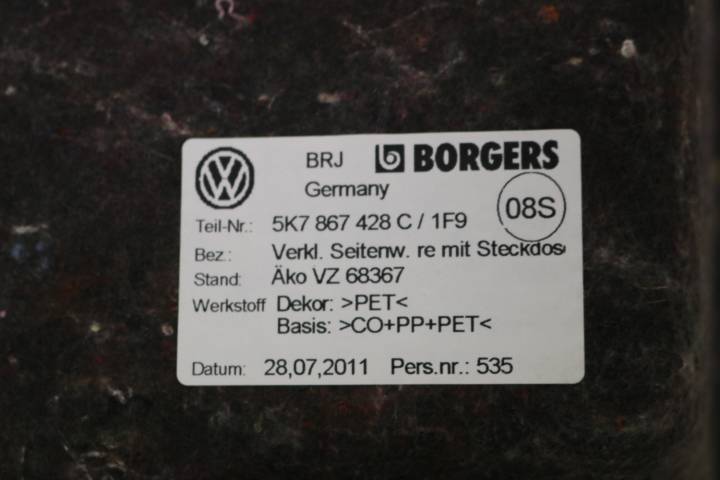 BRJ BORGERS
Germany
08S
Teil-Nr.: 5K7 867 428 C / 1F9
Bez.: Verkl. Seitenw. re mit Steckdos
Stand: Äko VZ 68367
Werkstoff Dekor: >PET<
Basis: >CO+PP+PET<
Datum: 28,07,2011 Pers.nr.: 535